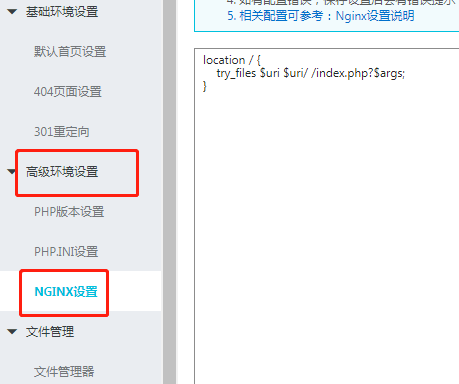 基础环境设置
默认首页设置
404页面设置
301重定向
高级环境设置
PHP版本设置
PHP.INI设置
NGINX设置
文件管理
文件管理器
4. 如有配置错误，保存设置后会有错误提示
5. 相关配置可参考：Nginx设置说明
location / {
try_files $uri $uri/ /index.php?$args;
}